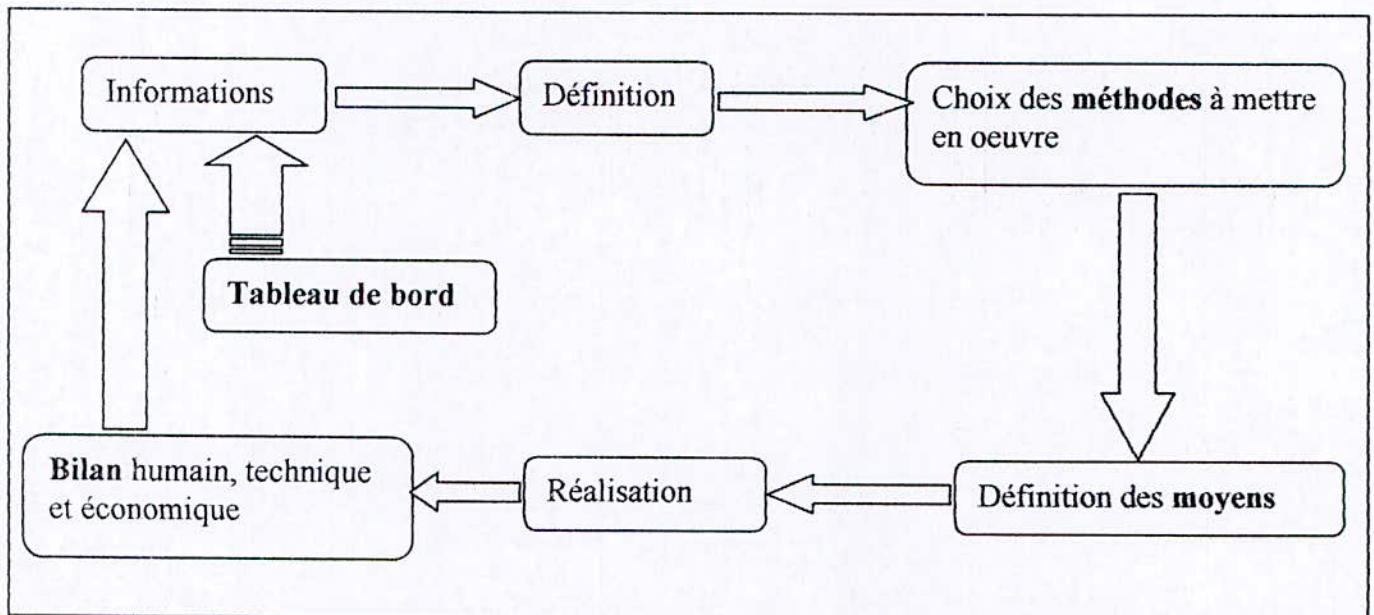 Informations
Définition
Choix des méthodes à mettre
en oeuvre
Tableau de bord
Bilan humain, technique
et économique
Réalisation
Définition des moyens